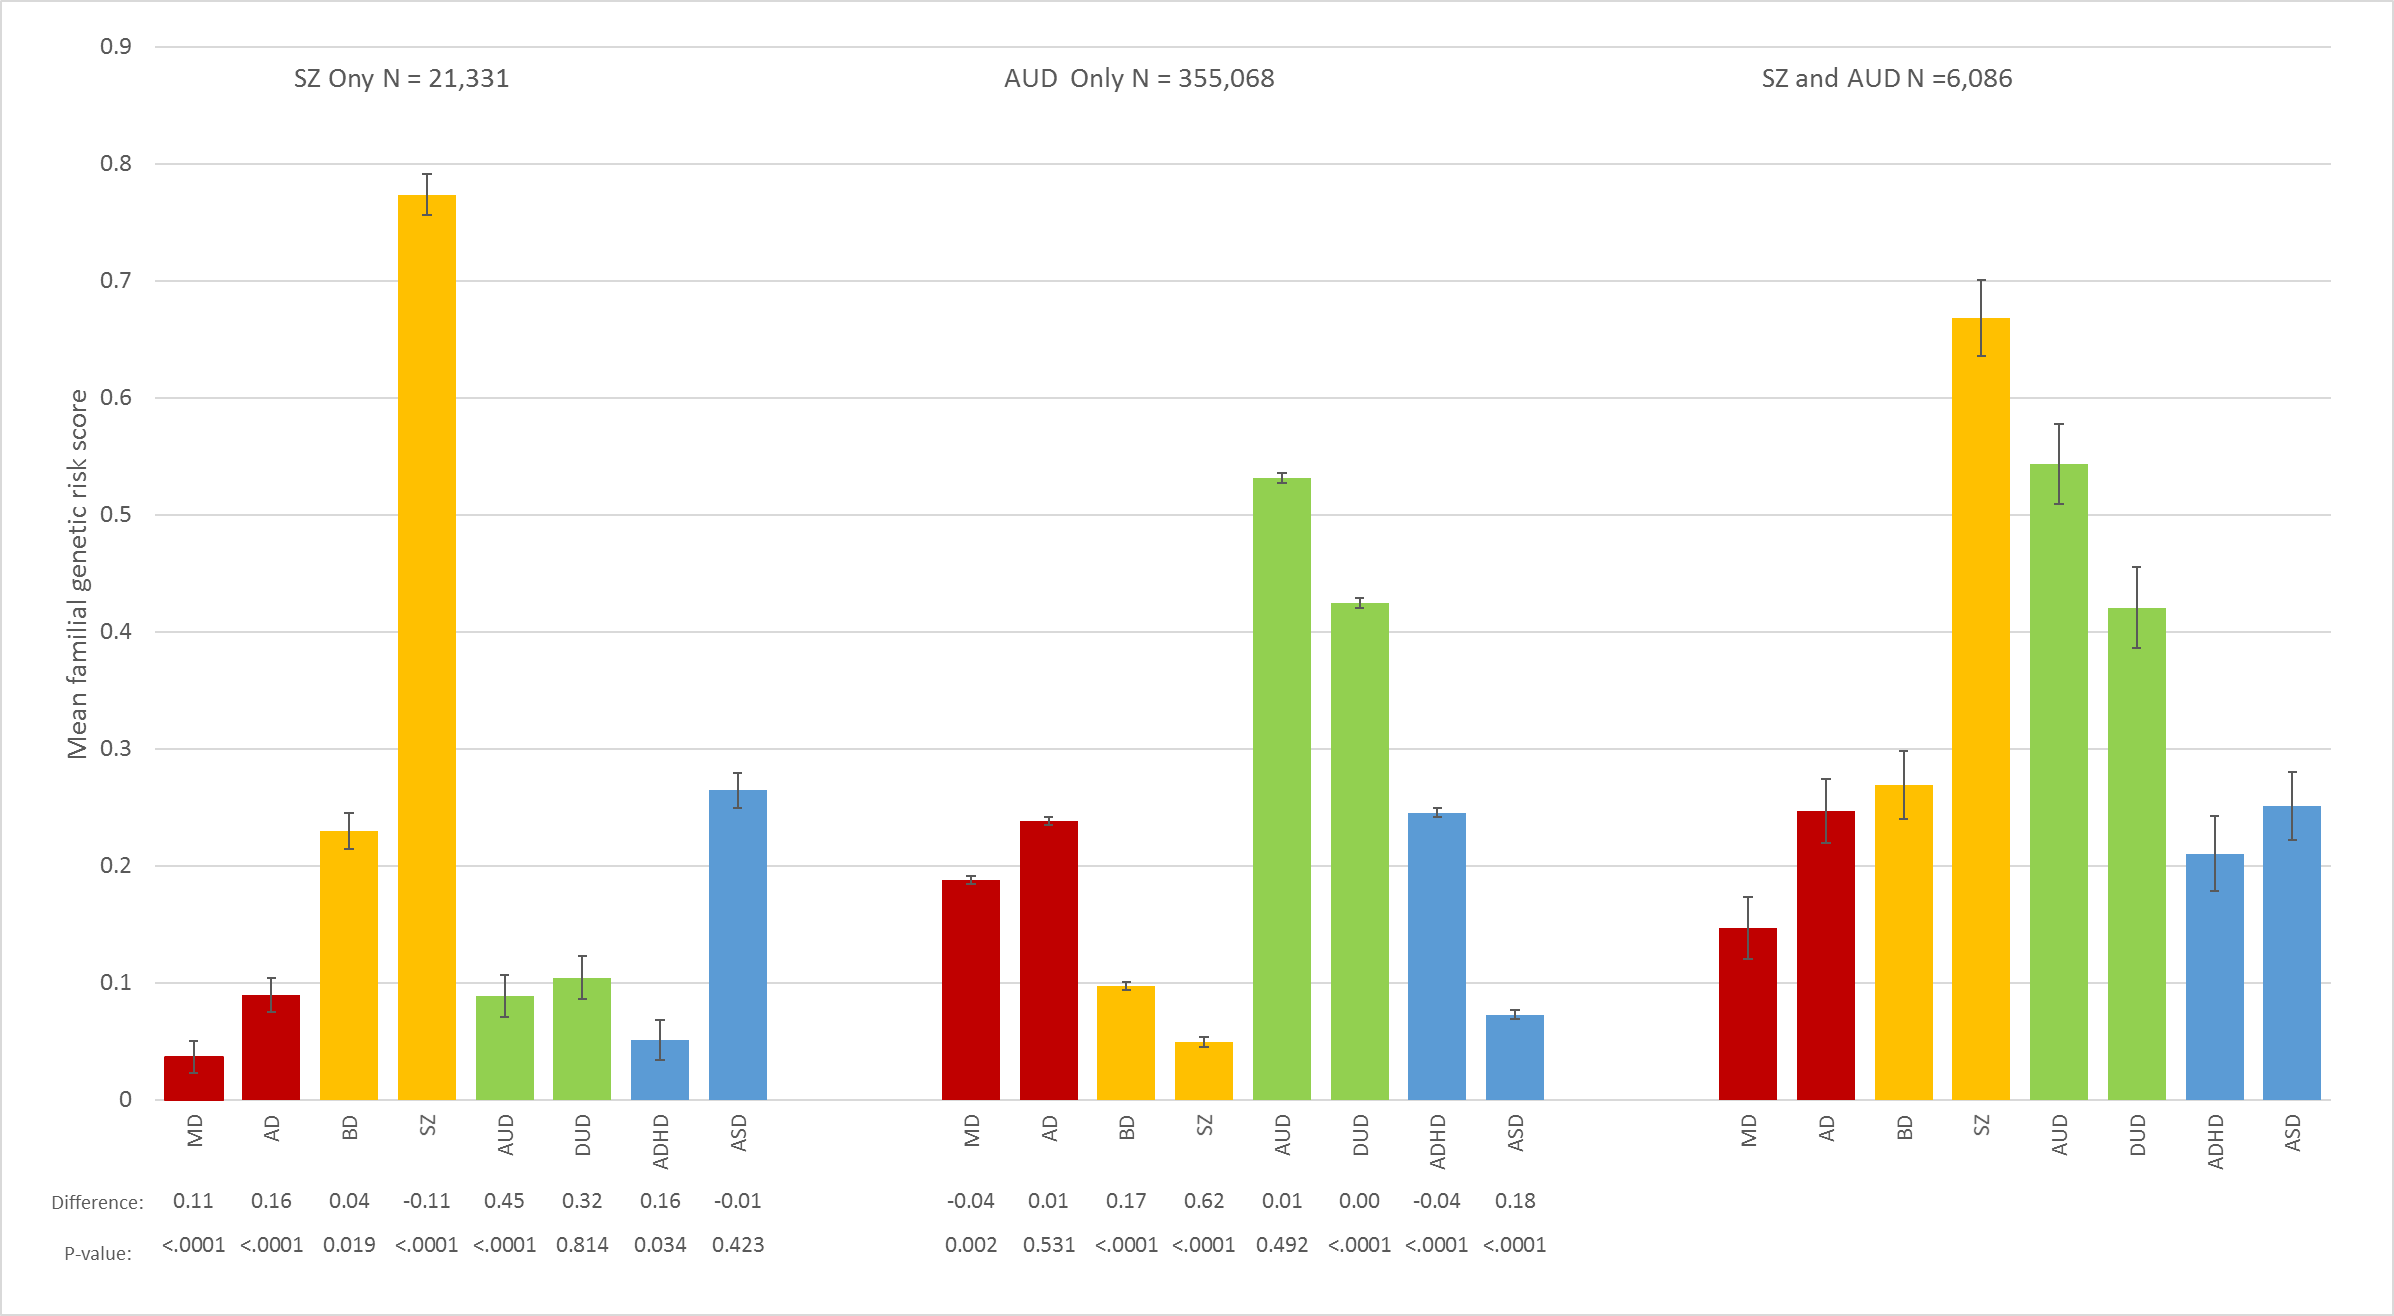 0.9
SZ Ony N = 21,331 AUD  Only N = 355,068 SZ and AUD N =6,086
0.8
0.7
0.6
0.5
0.4
0.3
0.2
0.1
0
Mean familial genetic risk score
MD AD BD SZ AUD DUD ADHD ASD MD AD BD SZ AUD DUD ADHD ASD MD AD BD SZ AUD DUD ADHD ASD
Difference: 0.11 0.16 0.04 -0.11 0.45 0.32 0.16 -0.01 -0.04 0.01 0.17 0.62 0.01 0.00 -0.04 0.18
P-value: <.0001 <.0001 0.019 <.0001 <.0001 0.814 0.034 0.423 0.002 0.531 <.0001 <.0001 0.492 <.0001 <.0001 <.0001